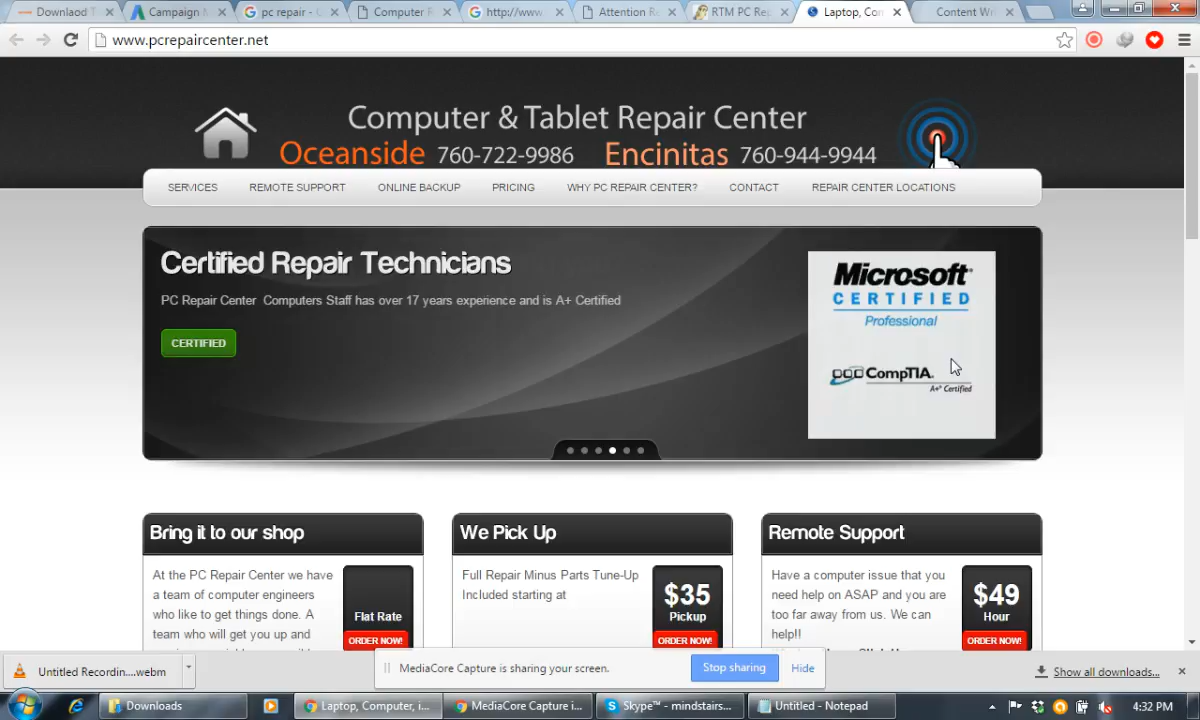 Downlaod T
Campaign M
pc repair - G
Computer R
http://www.
Attention Re
RTM PC Rep
Laptop, Con
Content Wri
www.pcrepaircenter.net
Computer & Tablet Repair Center
Oceanside 760-722-9986 Encinitas 760-944-9944
SERVICES REMOTE SUPPORT ONLINE BACKUP PRICING WHY PC REPAIR CENTER? CONTACT REPAIR CENTER LOCATIONS
Certified Repair Technicians
PC Repair Center Computers Staff has over 17 years experience and is A+ Certified
CERTIFIED
Microsoft
CERTIFIED
Professional
CompTIA.
A+ Certified
Bring it to our shop
At the PC Repair Center we have
a team of computer engineers
who like to get things done. A
team who will get you up and
Flat Rate
ORDER NOW!
We Pick Up
Full Repair Minus Parts Tune-Up
Included starting at
$35
Pickup
ORDER NOW!
Remote Support
Have a computer issue that you
need help on ASAP and you are
too far away from us. We can
help!!
$49
Hour
ORDER NOW!
MediaCore Capture is sharing your screen.
Stop sharing
Hide
Untitled Recordin....webm
Show all downloads...
Downloads
Laptop, Computer, i...
MediaCore Capture i...
Skype™ - mindstairs...
Untitled - Notepad
4:32 PM